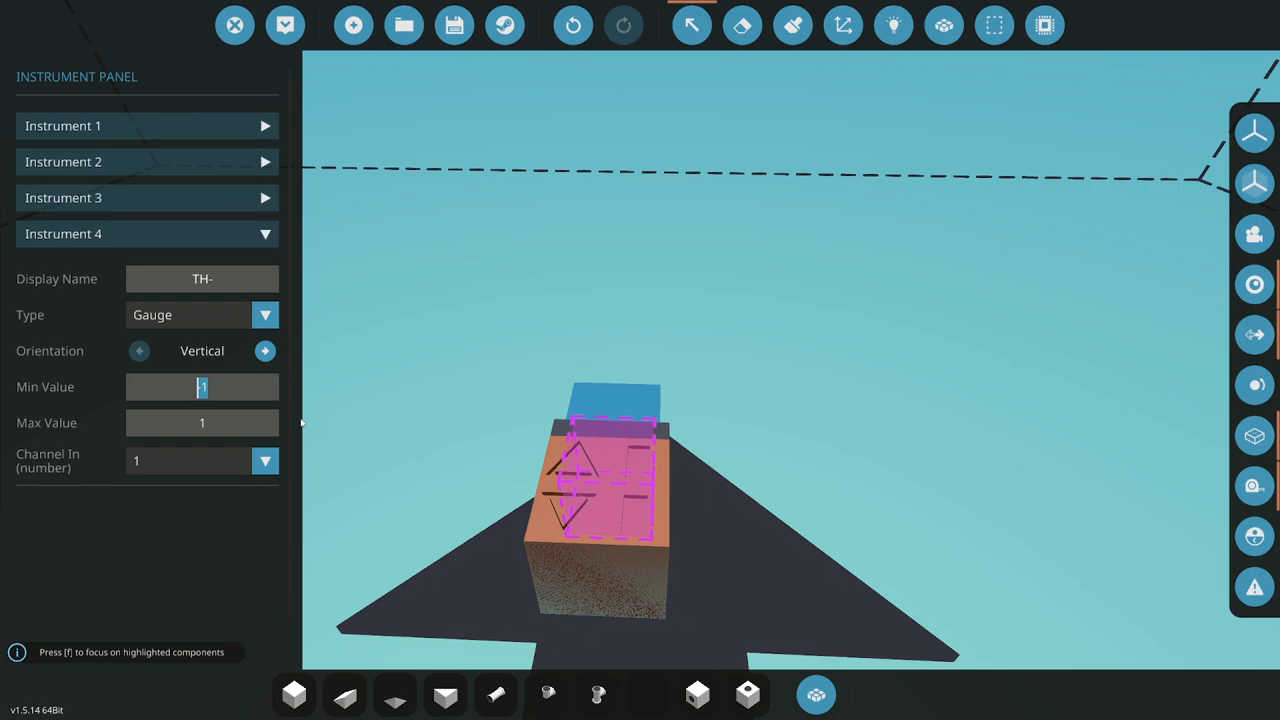 INSTRUMENT PANEL
Instrument 1
Instrument 2
Instrument 3
Instrument 4
Display Name TH-
Type Gauge
Orientation Vertical
Min Value -1
Max Value 1
Channel In (number) 1
Press [f] to focus on highlighted components
v1.5.14 64Bit